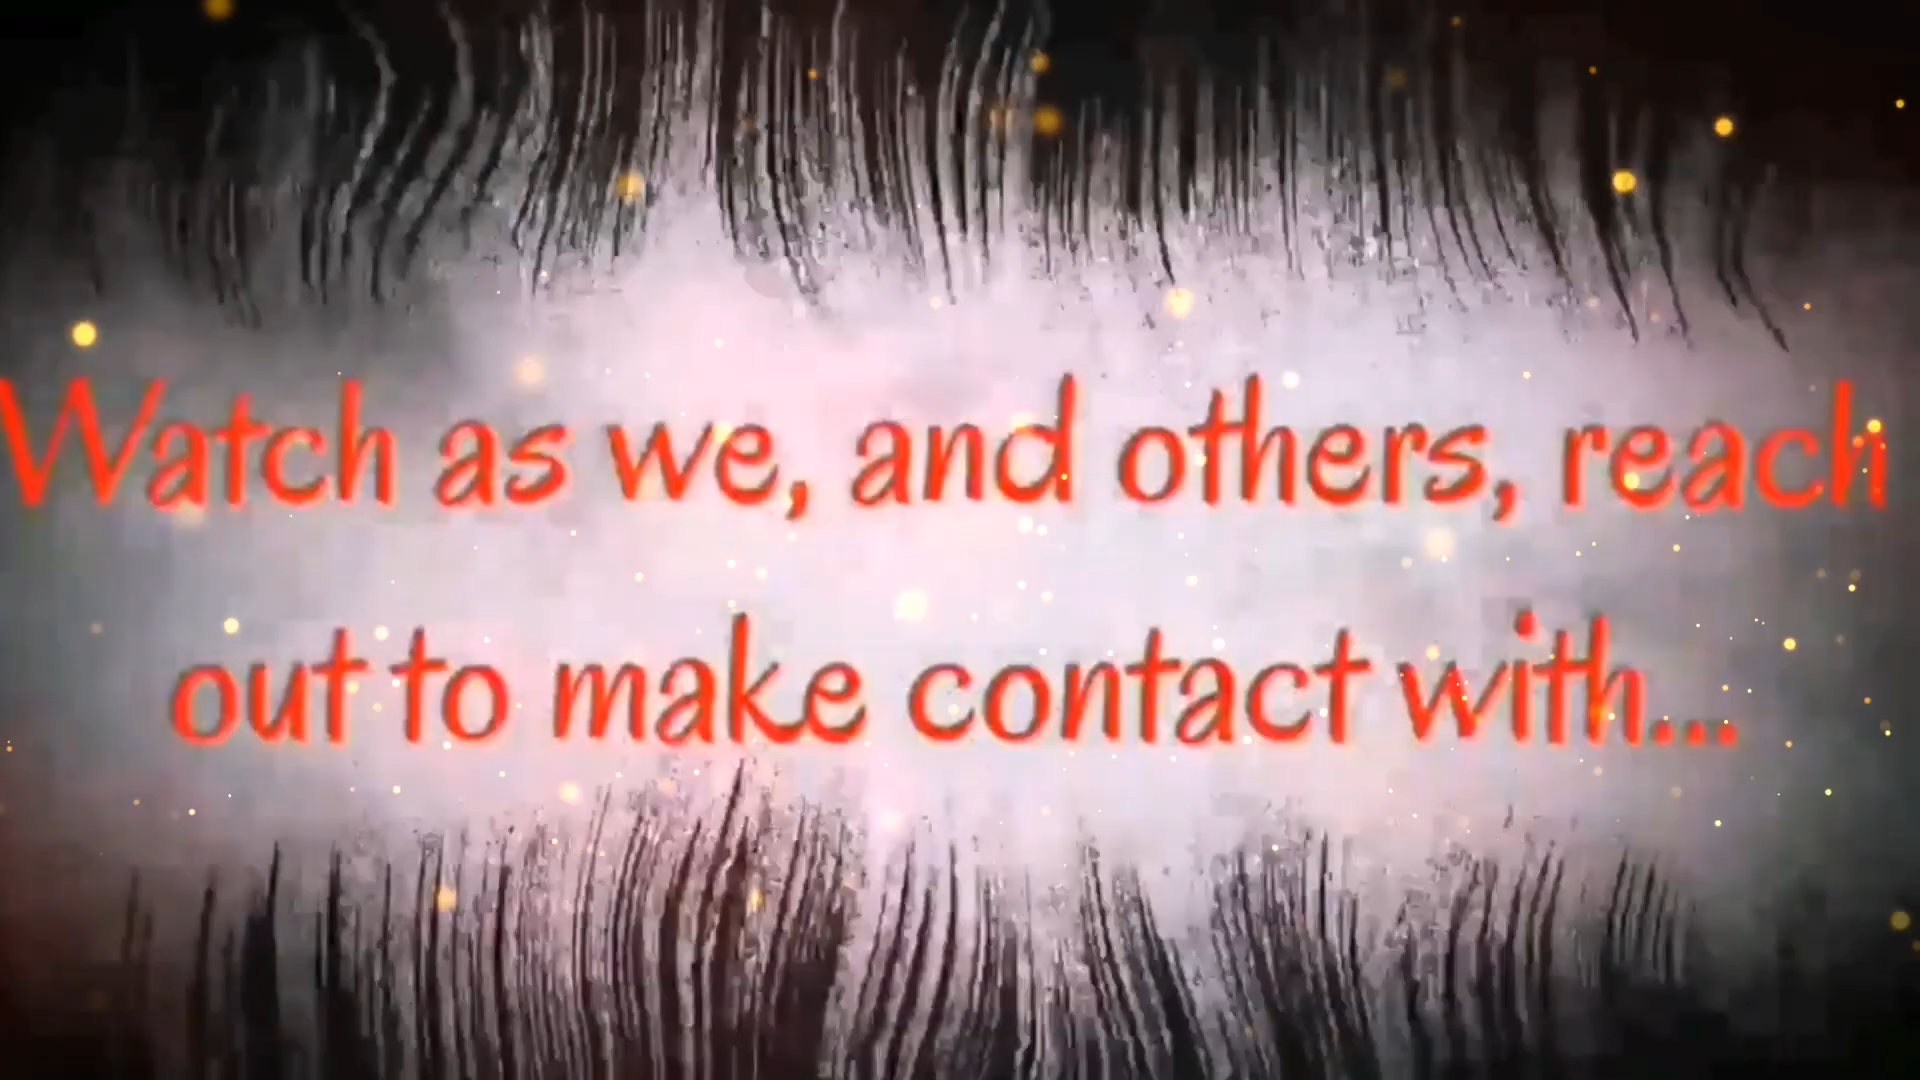 Watch as we, and others, reach
out to make contact with...